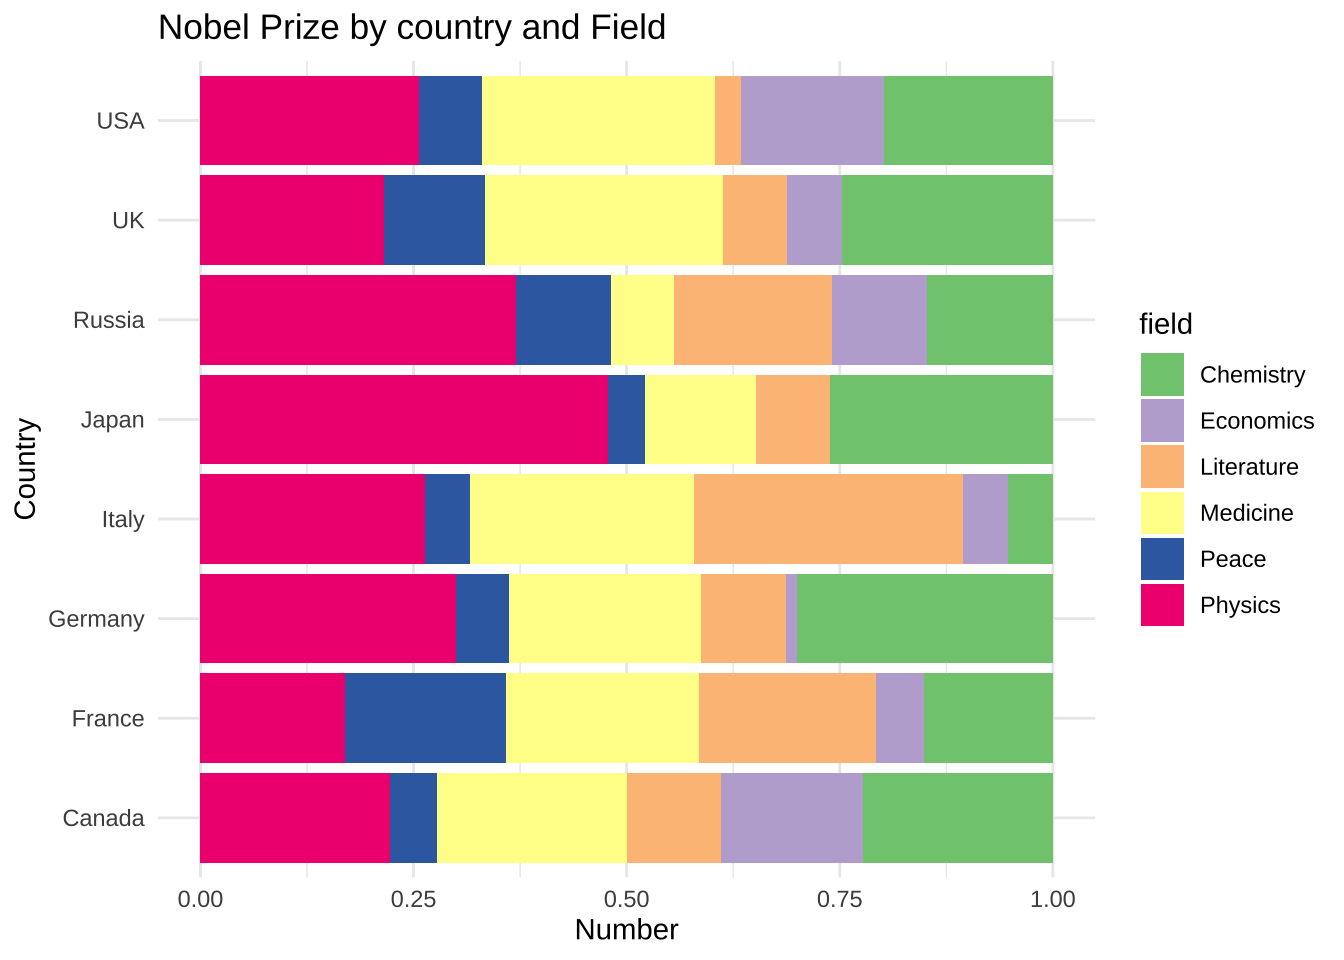 Nobel Prize by country and Field
USA
UK
Russia
Japan
Italy
Germany
France
Canada
Country
0.00 0.25 0.50 0.75 1.00
Number
field
Chemistry
Economics
Literature
Medicine
Peace
Physics